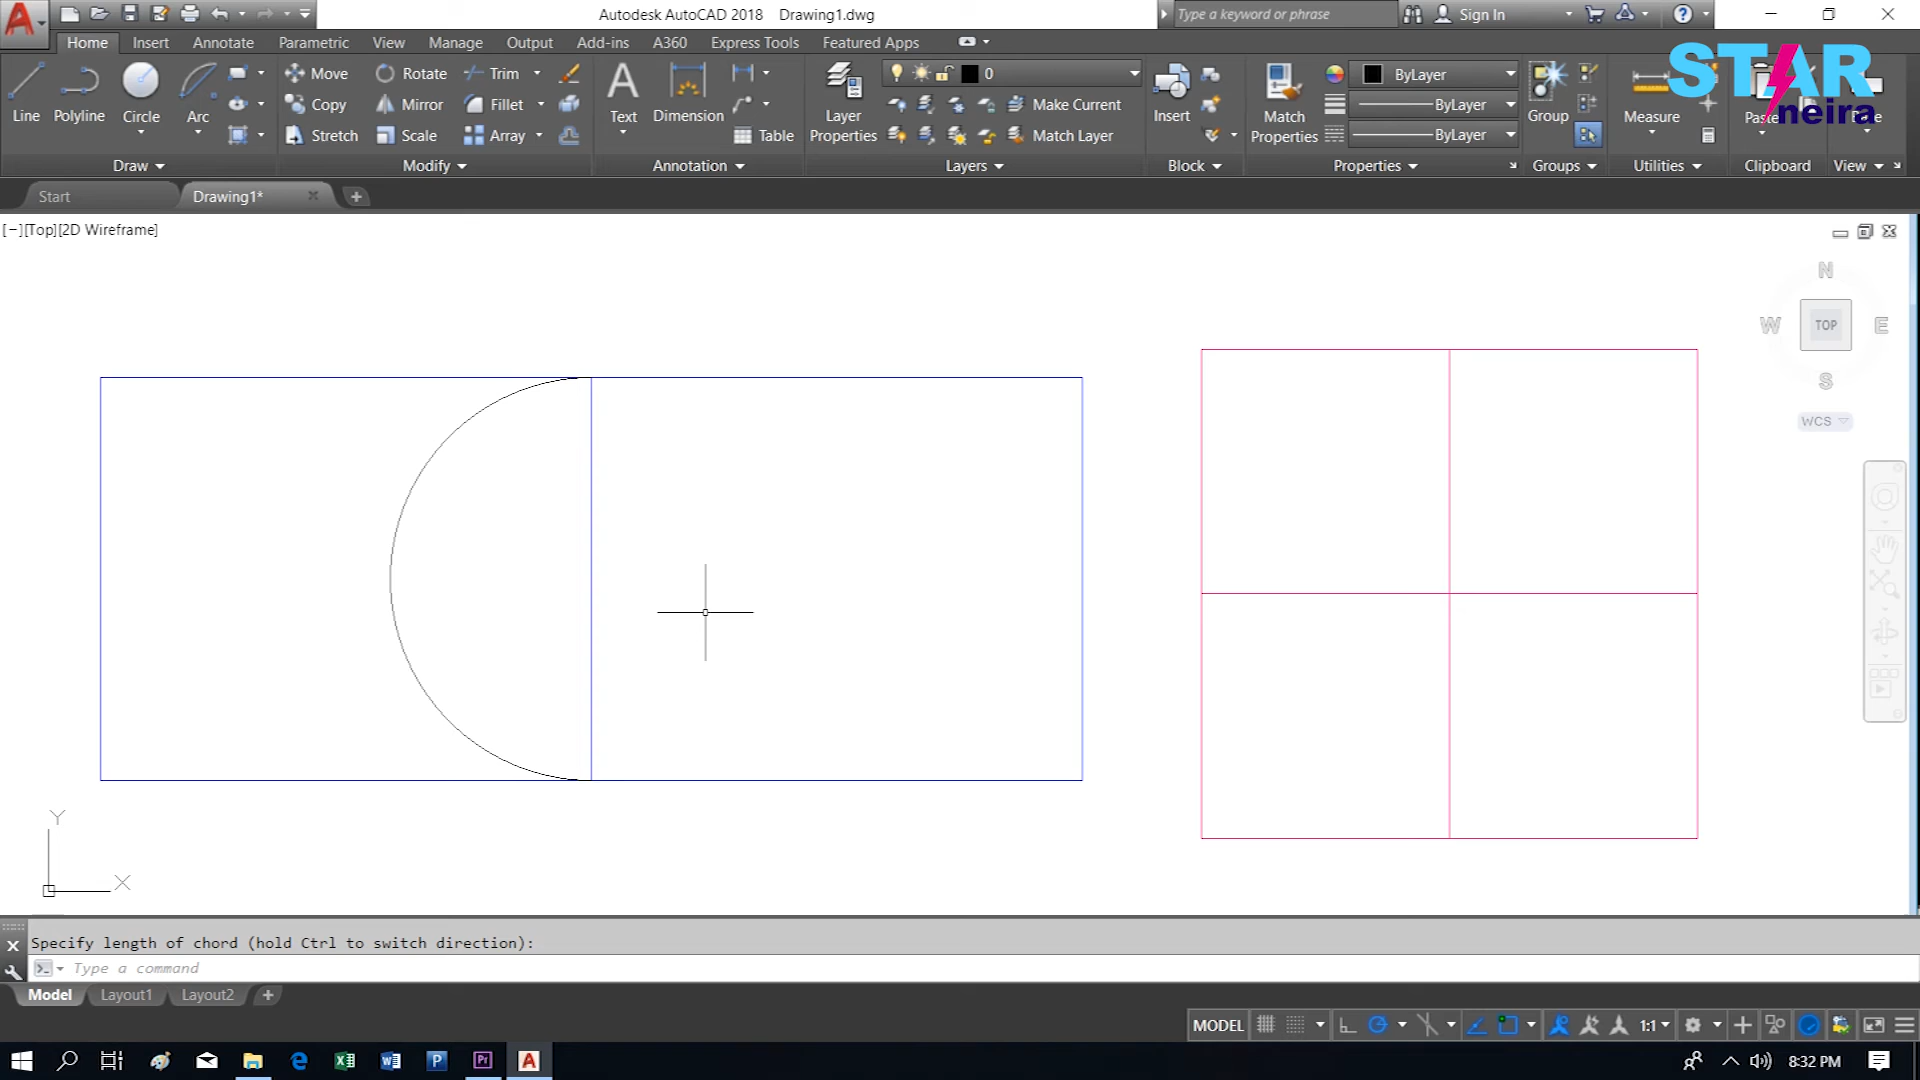 Autodesk AutoCAD 2018 Drawing1.dwg
Type a keyword or phrase
Sign In
Home Insert Annotate Parametric View Manage Output Add-ins A360 Express Tools Featured Apps
Line Polyline Circle Arc
Move Rotate Trim
Copy Mirror Fillet
Stretch Scale Array
Text Dimension Table
Layer Properties
0
Make Current
Match Layer
Insert
Match Properties
ByLayer
ByLayer
ByLayer
Group
Measure
Paste
STAR
neira
Draw Modify Annotation Layers Block Properties Groups Utilities Clipboard View
Start Drawing1*
[−][Top][2D Wireframe]
N
W TOP E
S
WCS
Y
X
Specify length of chord (hold Ctrl to switch direction):
Type a command
Model Layout1 Layout2
MODEL 1:1
8:32 PM